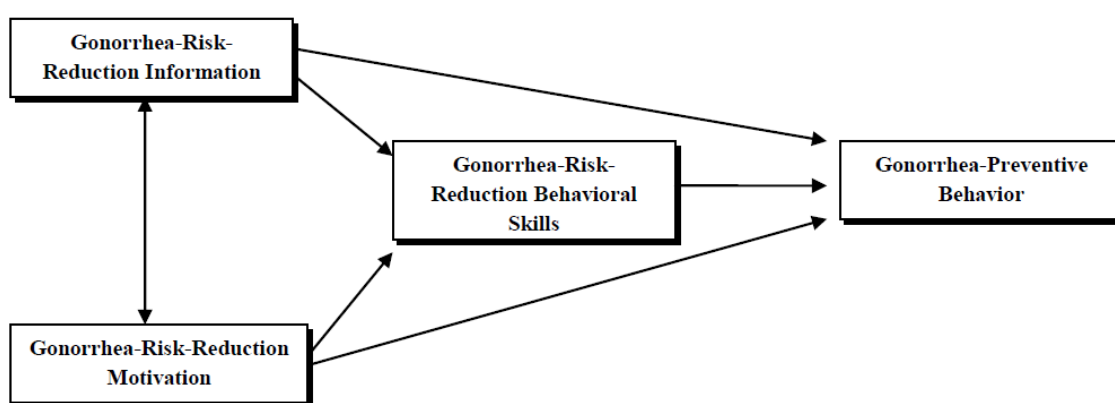 Gonorrhea-Risk-
Reduction Information
Gonorrhea-Risk-
Reduction Behavioral
Skills
Gonorrhea-Preventive
Behavior
Gonorrhea-Risk-Reduction
Motivation